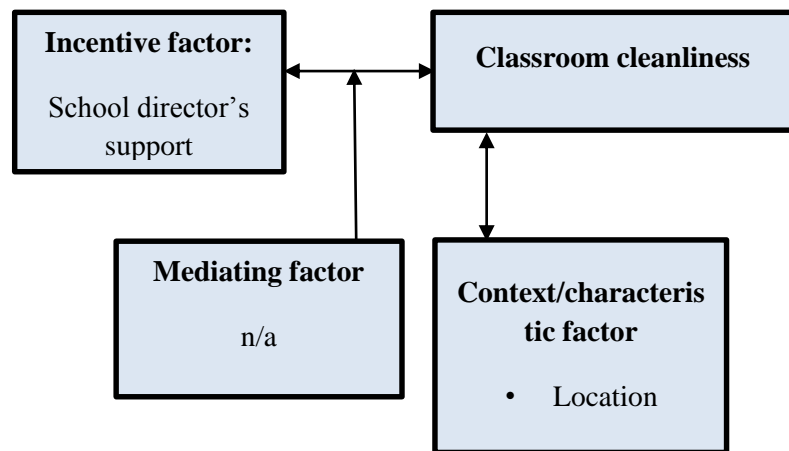 Incentive factor:
School director's
support
Classroom cleanliness
Mediating factor
n/a
Context/characteris
tic factor
• Location